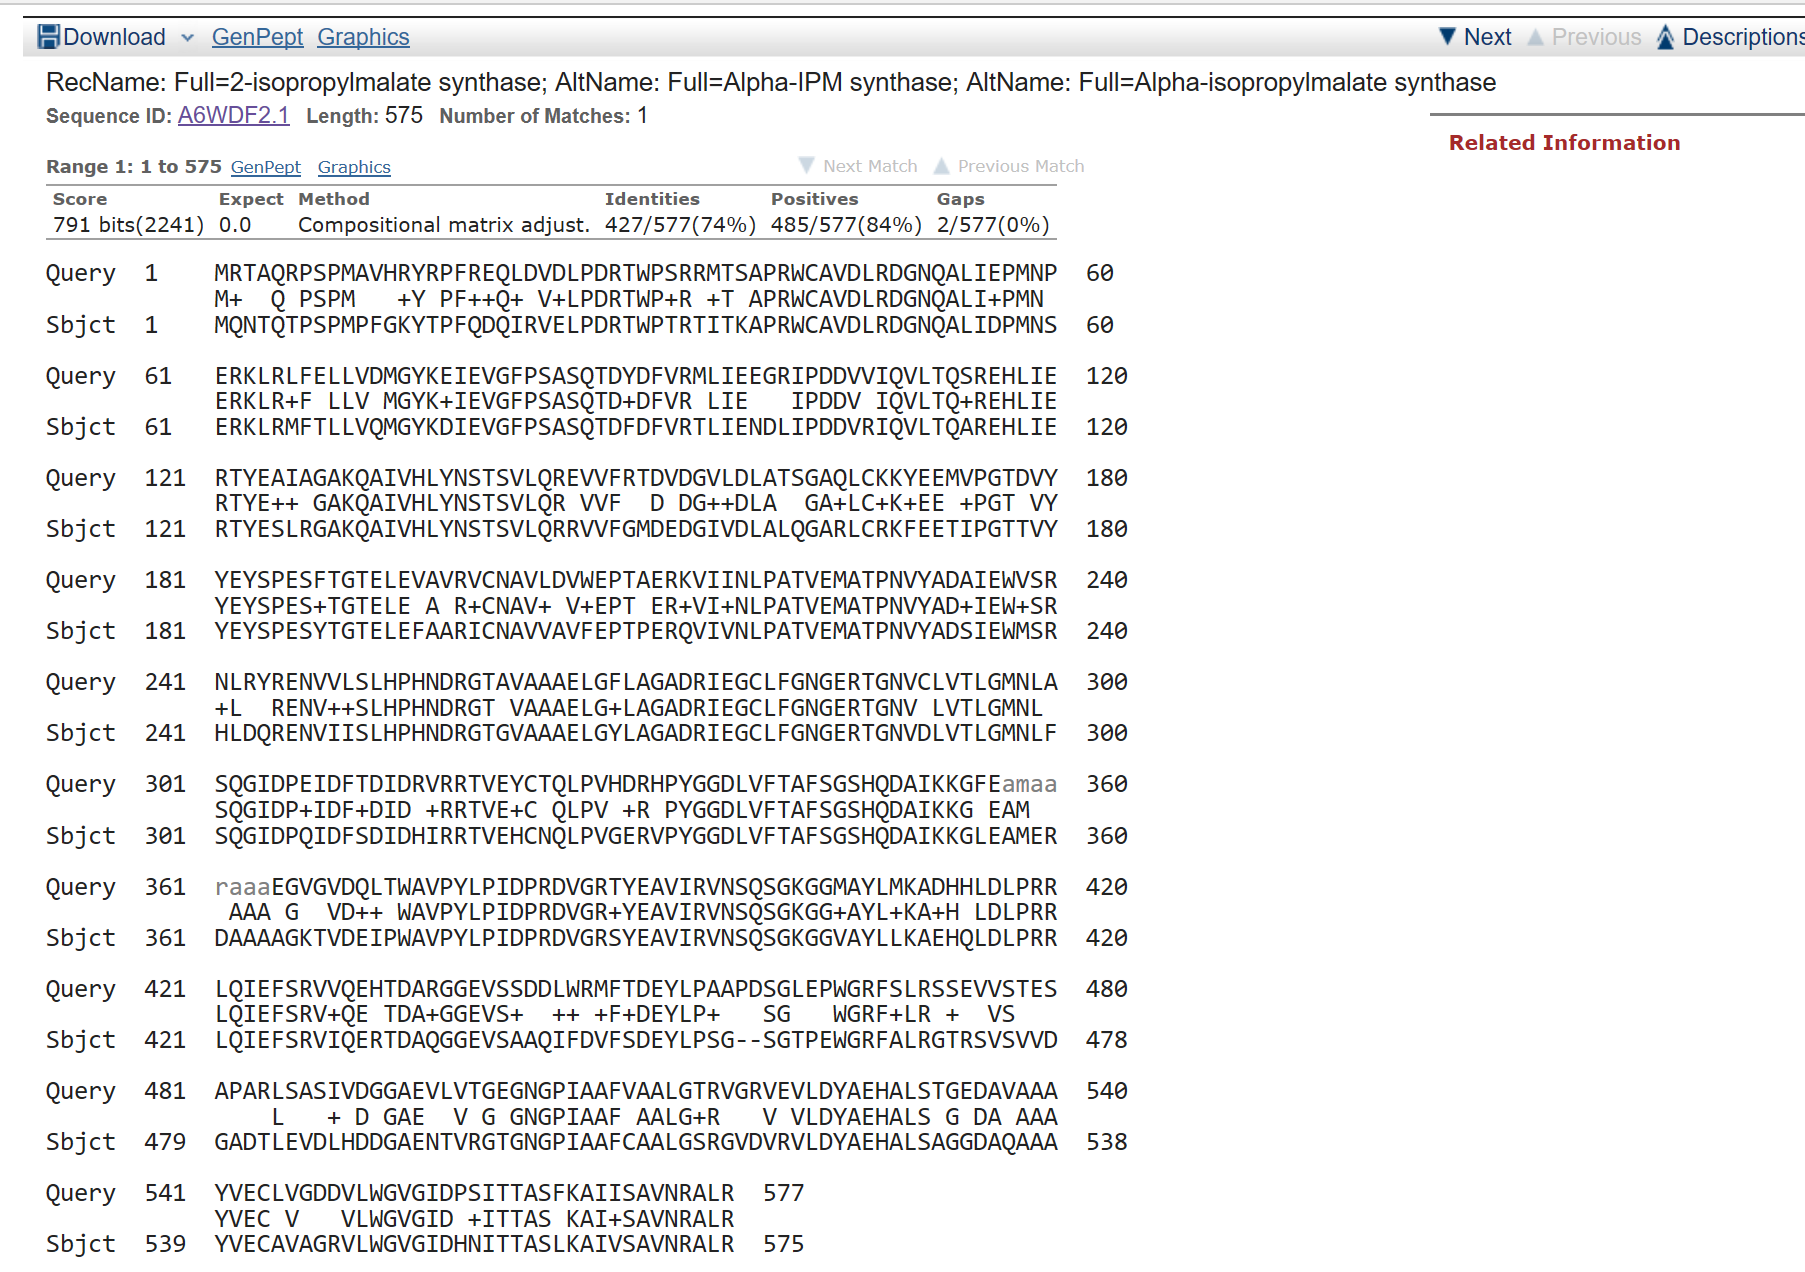 Download GenPept Graphics Next Previous Descriptions
RecName: Full=2-isopropylmalate synthase; AltName: Full=Alpha-IPM synthase; AltName: Full=Alpha-isopropylmalate synthase
Sequence ID: A6WDF2.1 Length: 575 Number of Matches: 1
Related Information
Range 1: 1 to 575 GenPept Graphics Next Match Previous Match
Score Expect Method Identities Positives Gaps
791 bits(2241) 0.0 Compositional matrix adjust. 427/577(74%) 485/577(84%) 2/577(0%)
Query 1 MRTAQRPSPMAVHRYRPFREQLDVDLPDRTWPSRRMTSAPRWCAVDLRDGNQALIEPMNP 60
M+  Q PSPM   +Y PF++Q+ V+LPDRTWP+R +T APRWCAVDLRDGNQALI+PMN
Sbjct 1 MQNTQTPSPMPFGKYTPFQDQIRVELPDRTWPTRTITKAPRWCAVDLRDGNQALIDPMNS 60
Query 61 ERKLRLFELLVDMGYKEIEVGFPSASQTDYDFVRMLIEEGRIPDDVVIQVLTQSREHLIE 120
ERKLR+F LLV MGYK+IEVGFPSASQTD+DFVR LIE   IPDDV IQVLTQ+REHLIE
Sbjct 61 ERKLRMFTLLVQMGYKDIEVGFPSASQTDFDFVRTLIENDLIPDDVRIQVLTQAREHLIE 120
Query 121 RTYEAIAGAKQAIVHLYNSTSVLQREVVFRTDVDGVLDLATSGAQLCKKYEEMVPGTDVY 180
RTYE++ GAKQAIVHLYNSTSVLQR VVF  D DG++DLA  GA+LC+K+EE +PGT VY
Sbjct 121 RTYESLRGAKQAIVHLYNSTSVLQRRVVFGMDEDGIVDLALQGARLCRKFEETIPGTTVY 180
Query 181 YEYSPESFTGTELEVAVRVCNAVLDVWEPTAERKVIINLPATVEMATPNVYADAIEWVSR 240
YEYSPES+TGTELE A R+CNAV+ V+EPT ER+VI+NLPATVEMATPNVYAD+IEW+SR
Sbjct 181 YEYSPESYTGTELEFAARICNAVVAVFEPTPERQVIVNLPATVEMATPNVYADSIEWMSR 240
Query 241 NLRYRENVVLSLHPHNDRGTAVAAAELGFLAGADRIEGCLFGNGERTGNVCLVTLGMNLA 300
+L  RENV++SLHPHNDRGT VAAAELG+LAGADRIEGCLFGNGERTGNV LVTLGMNL
Sbjct 241 HLDQRENVIISLHPHNDRGTGVAAAELGYLAGADRIEGCLFGNGERTGNVDLVTLGMNLF 300
Query 301 SQGIDPEIDFTDIDRVRRTVEYCTQLPVHDRHPYGGDLVFTAFSGSHQDAIKKGFEamaa 360
SQGIDP+IDF+DID +RRTVE+C QLPV +R PYGGDLVFTAFSGSHQDAIKKG EAM
Sbjct 301 SQGIDPQIDFSDIDHIRRTVEHCNQLPVGERVPYGGDLVFTAFSGSHQDAIKKGLEAMER 360
Query 361 raaaEGVGVDQLTWAVPYLPIDPRDVGRTYEAVIRVNSQSGKGGMAYLMKADHHLDLPRR 420
AAA G  VD++ WAVPYLPIDPRDVGR+YEAVIRVNSQSGKGG+AYL+KA+H LDLPRR
Sbjct 361 DAAAAGKTVDEIPWAVPYLPIDPRDVGRSYEAVIRVNSQSGKGGVAYLLKAEHQLDLPRR 420
Query 421 LQIEFSRVVQEHTDARGGEVSSDDLWRMFTDEYLPAAPDSGLEPWGRFSLRSSEVVSTES 480
LQIEFSRV+QE TDA+GGEVS+  ++ +F+DEYLP+   SG   WGRF+LR +  VS
Sbjct 421 LQIEFSRVIQERTDAQGGEVSAAQIFDVFSDEYLPSG--SGTPEWGRFALRGTRSVSVVD 478
Query 481 APARLSASIVDGGAEVLVTGEGNGPIAAFVAALGTRVGRVEVLDYAEHALSTGEDAVAAA 540
L   + D GAE  V G GNGPIAAF AALG+R   V VLDYAEHALS G DA AAA
Sbjct 479 GADTLEVDLHDDGAENTVRGTGNGPIAAFCAALGSRGVDVRVLDYAEHALSAGGDAQAAA 538
Query 541 YVECLVGDDVLWGVGIDPSITTASFKAIISAVNRALR 577
YVEC V   VLWGVGID +ITTAS KAI+SAVNRALR
Sbjct 539 YVECAVAGRVLWGVGIDHNITTASLKAIVSAVNRALR 575